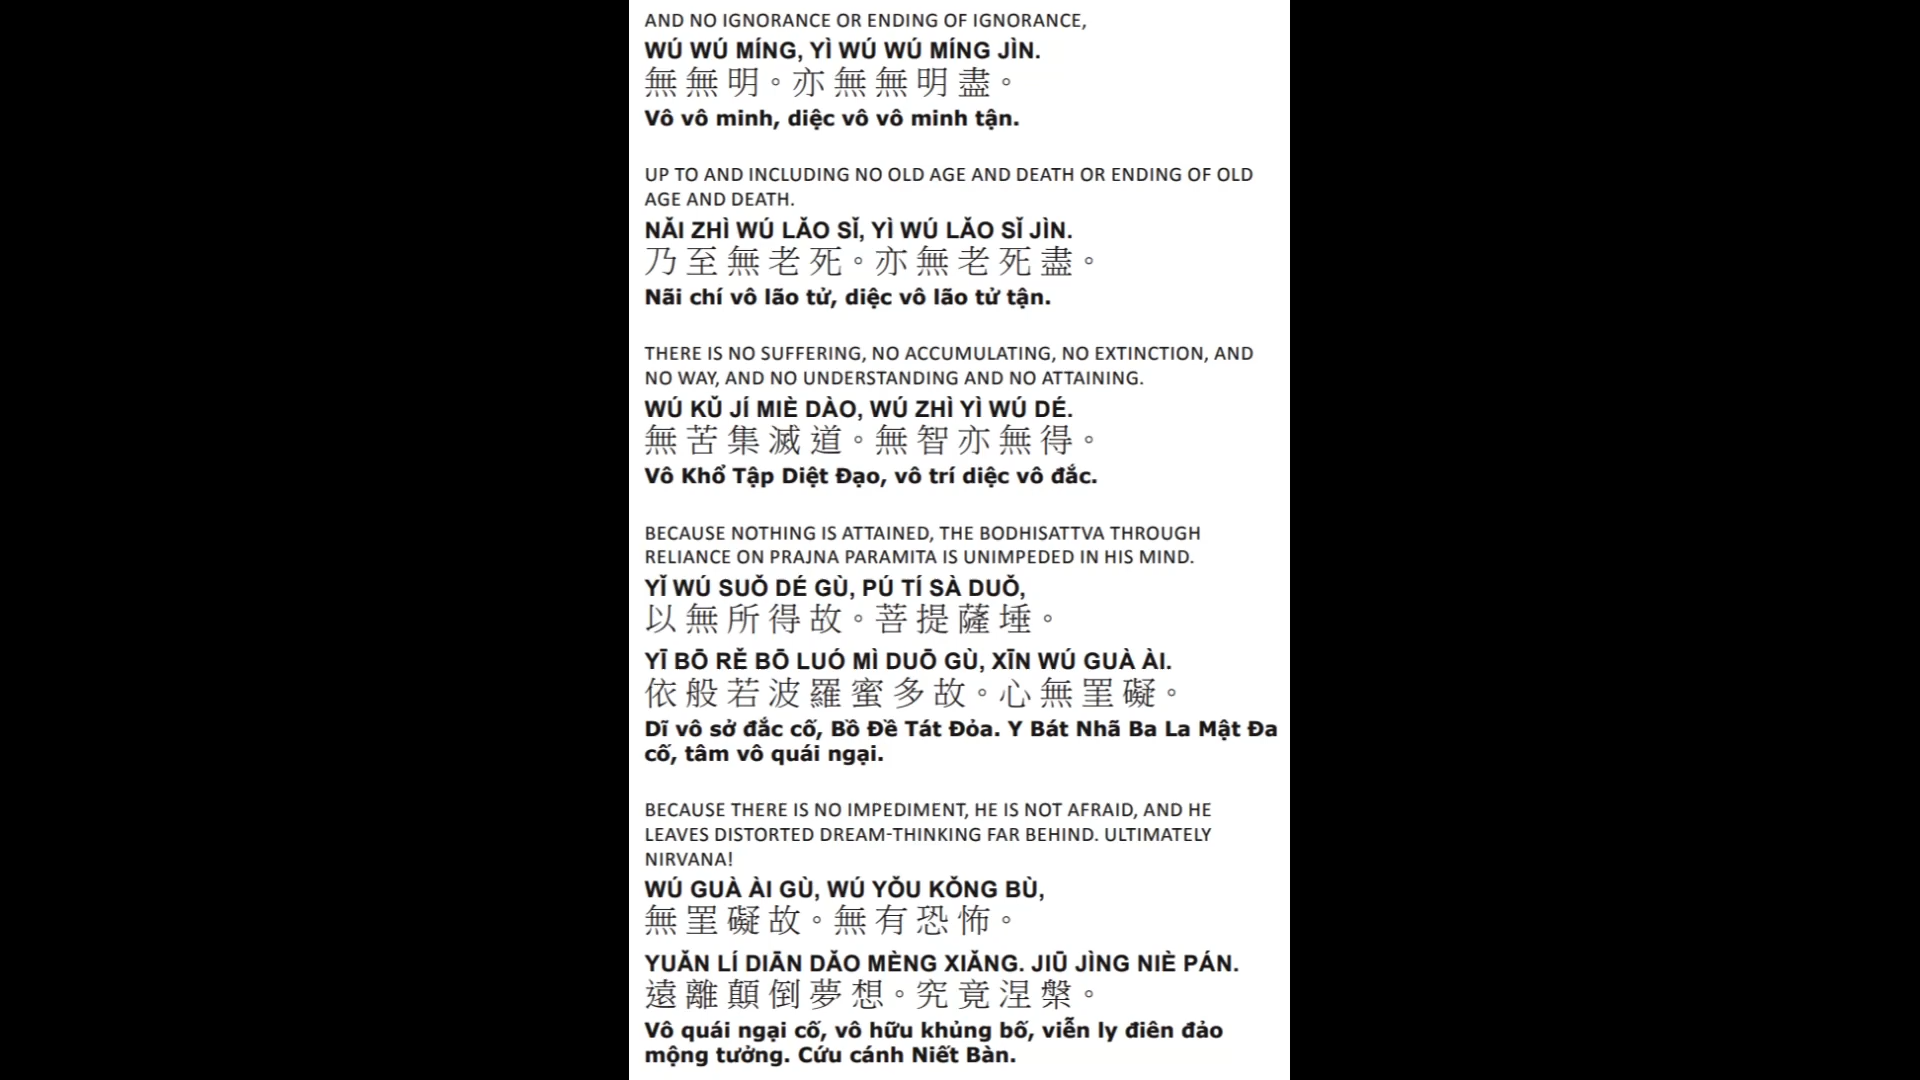 AND NO IGNORANCE OR ENDING OF IGNORANCE,
WÚ WÚ MÍNG, YÌ WÚ WÚ MÍNG JÌN.
無無明。亦無無明盡。
Vô vô minh, diệc vô vô minh tận.
UP TO AND INCLUDING NO OLD AGE AND DEATH OR ENDING OF OLD
AGE AND DEATH.
NǍI ZHÌ WÚ LǍO SǏ, YÌ WÚ LǍO SǏ JÌN.
乃至無老死。亦無老死盡。
Nãi chí vô lão tử, diệc vô lão tử tận.
THERE IS NO SUFFERING, NO ACCUMULATING, NO EXTINCTION, AND
NO WAY, AND NO UNDERSTANDING AND NO ATTAINING.
WÚ KǓ JÍ MIÈ DÀO, WÚ ZHÌ YÌ WÚ DÉ.
無苦集滅道。無智亦無得。
Vô Khổ Tập Diệt Đạo, vô trí diệc vô đắc.
BECAUSE NOTHING IS ATTAINED, THE BODHISATTVA THROUGH
RELIANCE ON PRAJNA PARAMITA IS UNIMPEDED IN HIS MIND.
YǏ WÚ SUǑ DÉ GÙ, PÚ TÍ SÀ DUǑ,
以無所得故。菩提薩埵。
YĪ BŌ RĚ BŌ LUÓ MÌ DUŌ GÙ, XĪN WÚ GUÀ ÀI.
依般若波羅蜜多故。心無罣礙。
Dĩ vô sở đắc cố, Bồ Đề Tát Đỏa. Y Bát Nhã Ba La Mật Đa
cố, tâm vô quái ngại.
BECAUSE THERE IS NO IMPEDIMENT, HE IS NOT AFRAID, AND HE
LEAVES DISTORTED DREAM-THINKING FAR BEHIND. ULTIMATELY
NIRVANA!
WÚ GUÀ ÀI GÙ, WÚ YǑU KǑNG BÙ,
無罣礙故。無有恐怖。
YUǍN LÍ DIĀN DǍO MÈNG XIǍNG. JIŪ JÌNG NIÈ PÁN.
遠離顛倒夢想。究竟涅槃。
Vô quái ngại cố, vô hữu khủng bố, viễn ly điên đảo
mộng tưởng. Cứu cánh Niết Bàn.